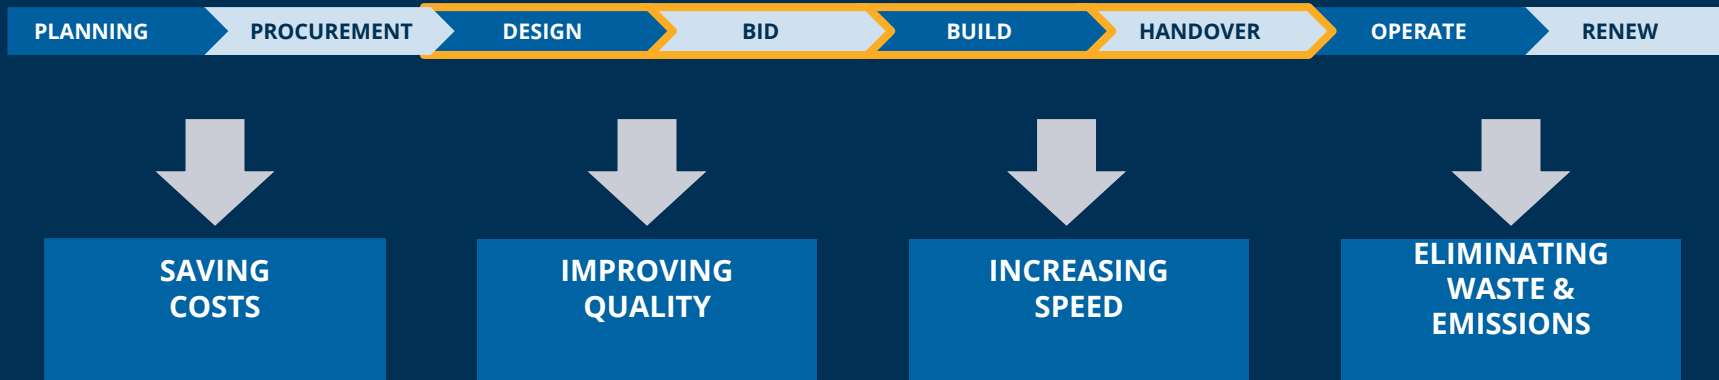 PLANNING PROCUREMENT DESIGN BID BUILD HANDOVER OPERATE RENEW
SAVING
COSTS
IMPROVING
QUALITY
INCREASING
SPEED
ELIMINATING
WASTE &
EMISSIONS